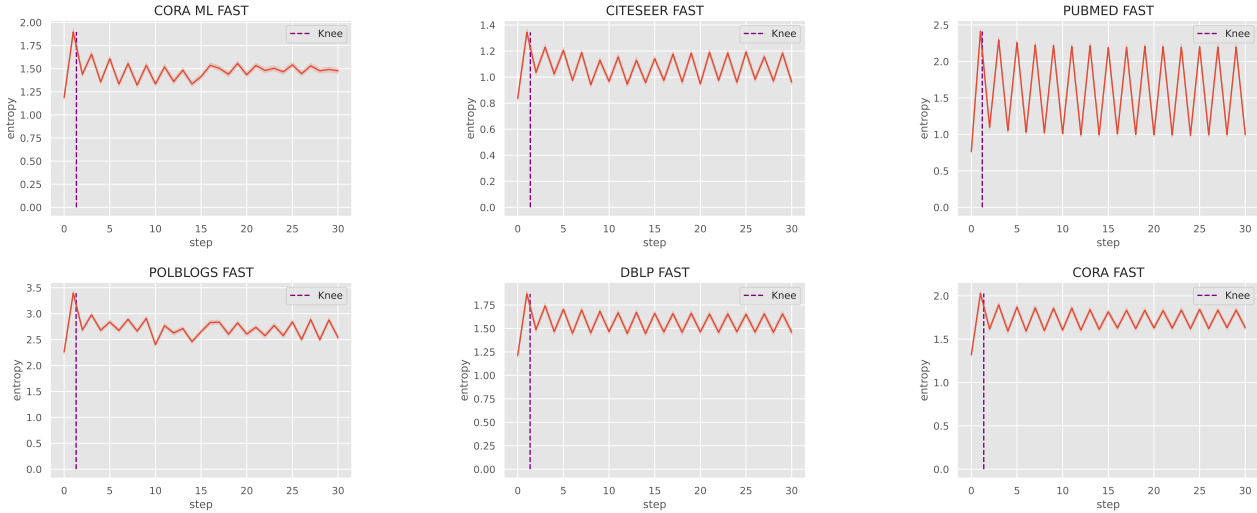 CORA ML FAST
Knee
2.00
1.75
1.50
1.25
1.00
0.75
0.50
0.25
0.00
entropy
0 5 10 15 20 25 30
step
CITESEER FAST
Knee
1.4
1.2
1.0
0.8
0.6
0.4
0.2
0.0
entropy
0 5 10 15 20 25 30
step
PUBMED FAST
Knee
2.5
2.0
1.5
1.0
0.5
0.0
entropy
0 5 10 15 20 25 30
step
POLBLOGS FAST
Knee
3.5
3.0
2.5
2.0
1.5
1.0
0.5
0.0
entropy
0 5 10 15 20 25 30
step
DBLP FAST
Knee
1.75
1.50
1.25
1.00
0.75
0.50
0.25
0.00
entropy
0 5 10 15 20 25 30
step
CORA FAST
Knee
2.0
1.5
1.0
0.5
0.0
entropy
0 5 10 15 20 25 30
step